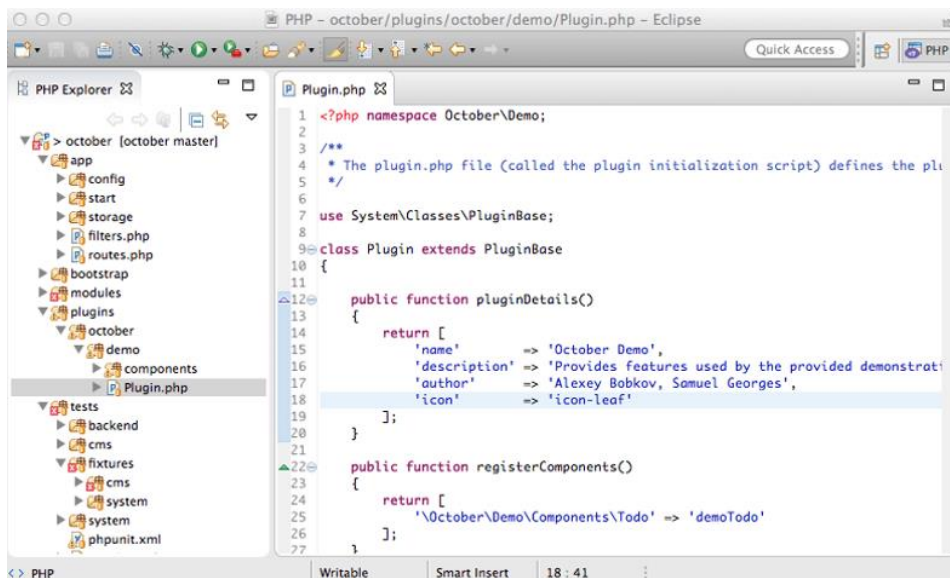 PHP - october/plugins/october/demo/Plugin.php - Eclipse
Quick Access
PHP
PHP Explorer
> october [october master]
app
config
start
storage
filters.php
routes.php
bootstrap
modules
plugins
october
demo
components
Plugin.php
tests
backend
cms
fixtures
cms
system
system
phpunit.xml
Plugin.php
1 <?php namespace October\Demo;
2
3 /**
4  * The plugin.php file (called the plugin initialization script) defines the
5  */
6
7 use System\Classes\PluginBase;
8
9 class Plugin extends PluginBase
10 {
11
12     public function pluginDetails()
13     {
14         return [
15             'name'        => 'October Demo',
16             'description' => 'Provides features used by the provided
17             'author'      => 'Alexey Bobkov, Samuel Georges',
18             'icon'        => 'icon-leaf'
19         ];
20     }
21
22     public function registerComponents()
23     {
24         return [
25             '\October\Demo\Components\Todo' => 'demoTodo'
26         ];
27     }
<> PHP
Writable
Smart Insert
18 : 41